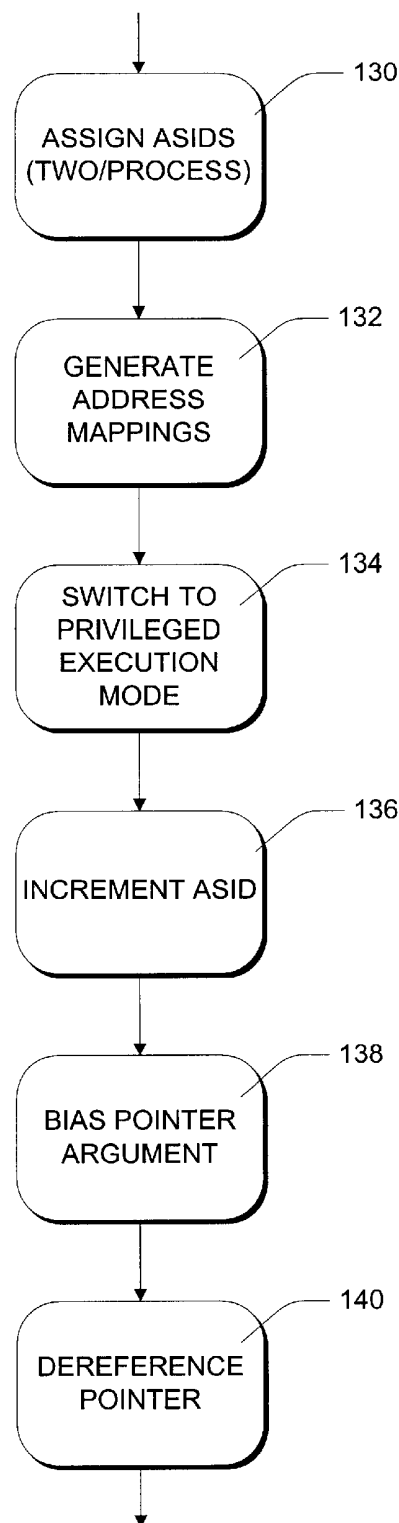 130
ASSIGN ASIDS
(TWO/PROCESS)
132
GENERATE
ADDRESS
MAPPINGS
134
SWITCH TO
PRIVILEGED
EXECUTION
MODE
136
INCREMENT ASID
138
BIAS POINTER
ARGUMENT
140
DEREFERENCE
POINTER